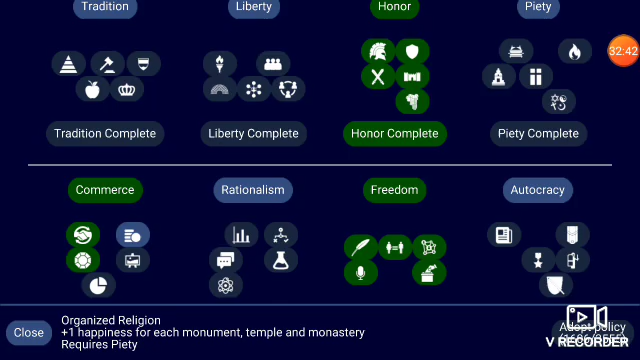 Tradition Liberty Honor Piety
32:42
Tradition Complete Liberty Complete Honor Complete Piety Complete
Commerce Rationalism Freedom Autocracy
Organized Religion
Close +1 happiness for each monument, temple and monastery Adopt policy
Requires Piety
V RECORDER